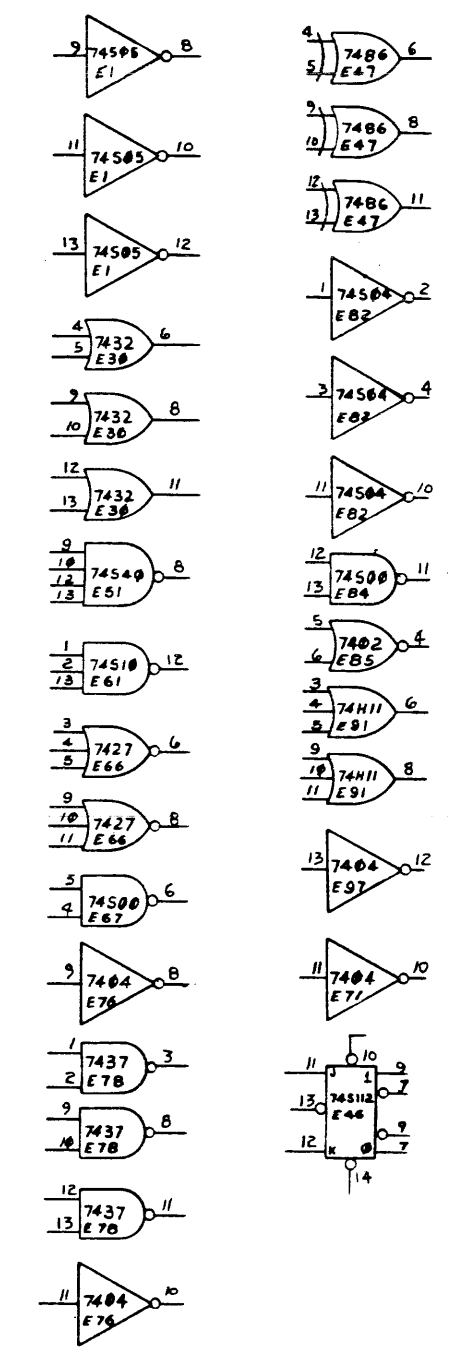 9 74S05 8
E1
11 74S05 10
E1
13 74S05 12
E1
4 7432 6
5 E30
9 7432 8
10 E30
12 7432 11
13 E30
9
10 74S40 8
12 E51
13
1
2 74S10 12
13 E61
3
4 7427 6
5 E66
9
10 7427 8
11 E66
5 74S00 6
4 E67
9 7404 8
E76
1 7437 3
2 E78
9 7437 8
10 E78
12 7437 11
13 E78
11 7404 10
E76
4 7486 6
5 E47
9 7486 8
10 E47
12 7486 11
13 E47
1 74S04 2
E82
3 74S04 4
E82
11 74S04 10
E82
12 74S00 11
13 E84
5 7402 4
6 E85
3
4 74H11 6
5 E91
9
10 74H11 8
11 E91
13 7404 12
E97
11 7404 10
E71
10
11 J 1 9
74S112 7
13 E46
9
12 K 0 7
14